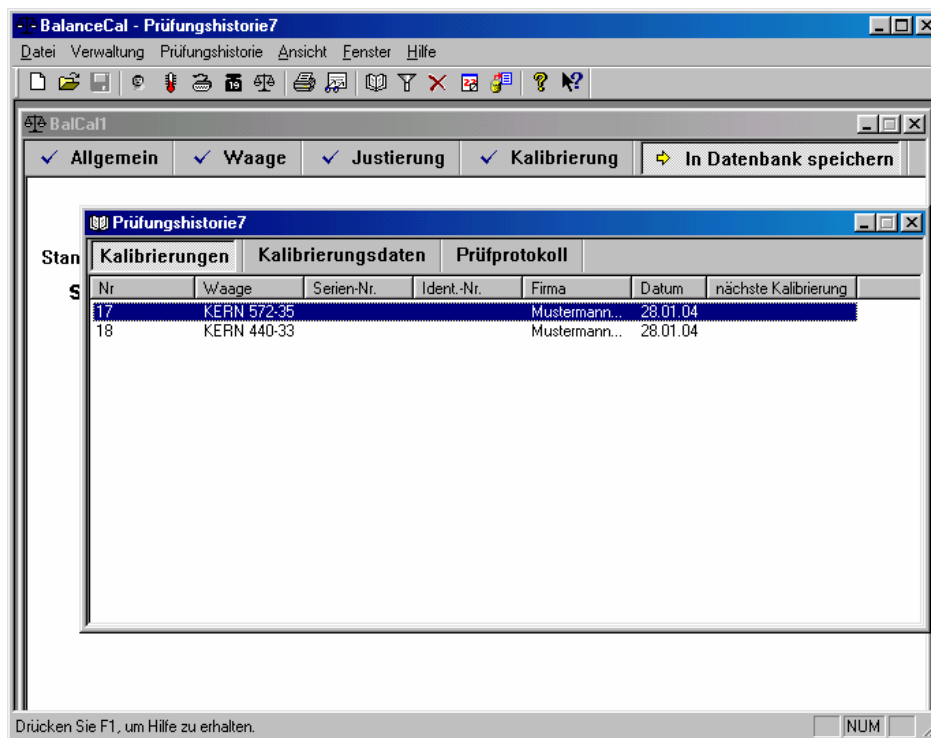 BalanceCal - Prüfungshistorie7
Datei Verwaltung Prüfungshistorie Ansicht Fenster Hilfe
BalCal1
Allgemein Waage Justierung Kalibrierung In Datenbank speichern
Prüfungshistorie7
Stan Kalibrierungen Kalibrierungsdaten Prüfprotokoll
S Nr Waage Serien-Nr. Ident.-Nr. Firma Datum nächste Kalibrierung
17 KERN 572-35 Mustermann... 28.01.04
18 KERN 440-33 Mustermann... 28.01.04
Drücken Sie F1, um Hilfe zu erhalten. NUM